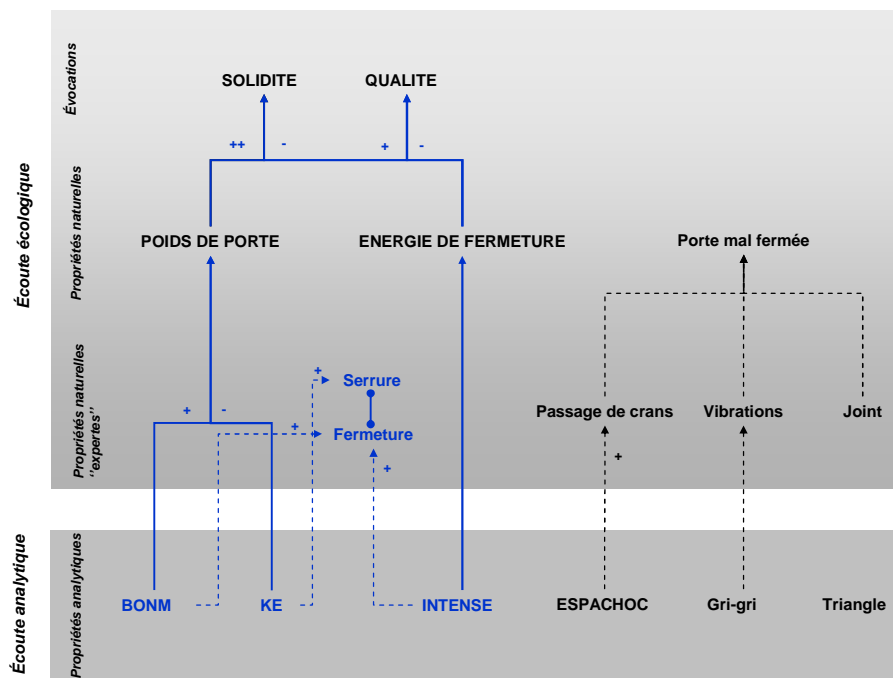 Écoute écologique
Évocations
SOLIDITE QUALITE
++ - + -
Propriétés naturelles
POIDS DE PORTE ENERGIE DE FERMETURE Porte mal fermée
Propriétés naturelles
"expertes"
+ Serrure
+ - + Fermeture
Passage de crans Vibrations Joint
+ +
Écoute analytique
Propriétés analytiques
BONM KE INTENSE ESPACHOC Gri-gri Triangle